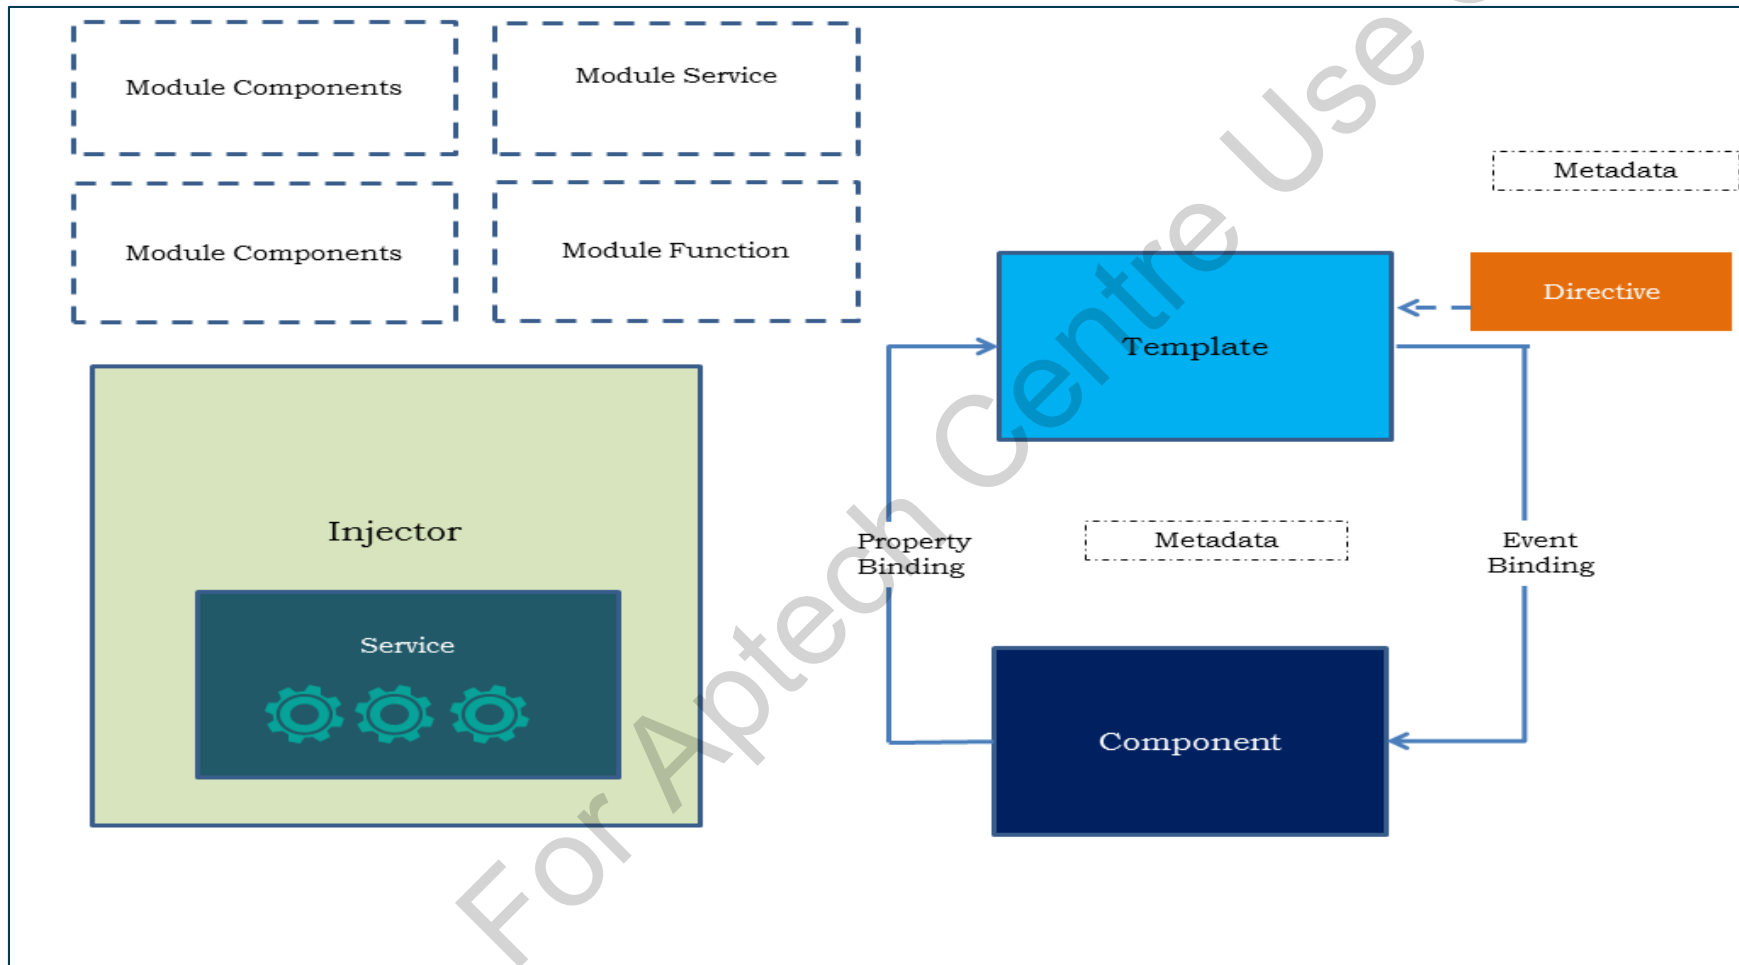 Module Components
Module Service
Module Components
Module Function
Metadata
Directive
Template
Injector
Property
Binding
Metadata
Event
Binding
Service
Component
For Aptech Centre Use